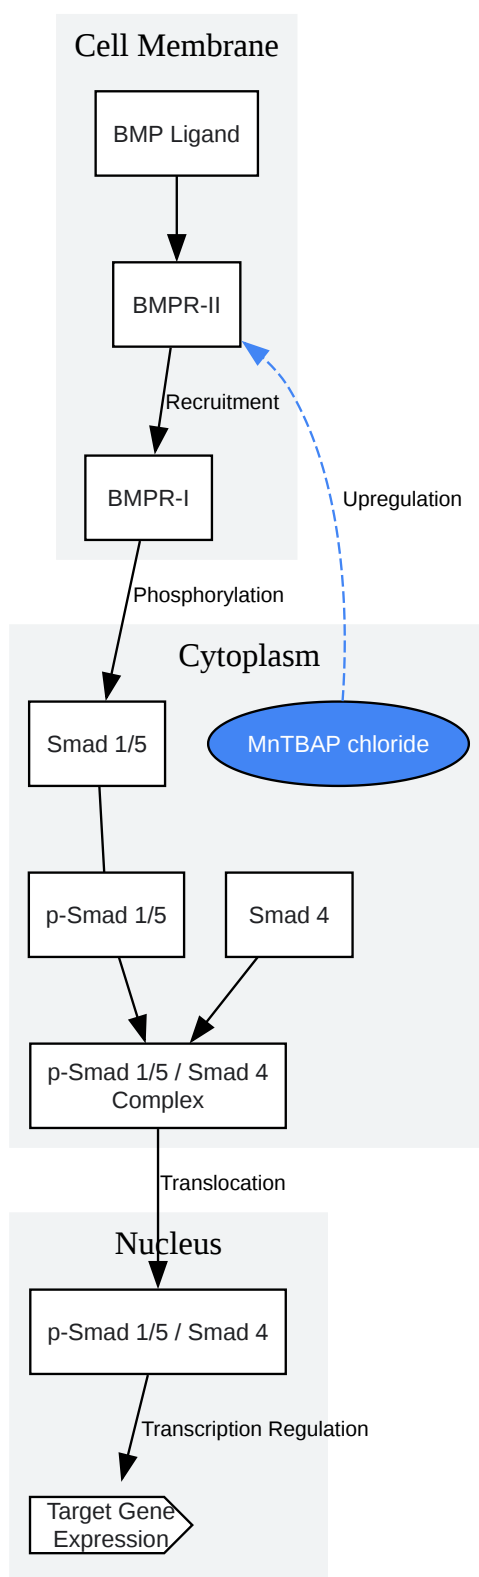 Cell Membrane
BMP Ligand
BMPR-II
Recruitment
BMPR-I
Upregulation
Phosphorylation
Cytoplasm
Smad 1/5
MnTBAP chloride
p-Smad 1/5
Smad 4
p-Smad 1/5 / Smad 4
Complex
Translocation
Nucleus
p-Smad 1/5 / Smad 4
Transcription Regulation
Target Gene
Expression